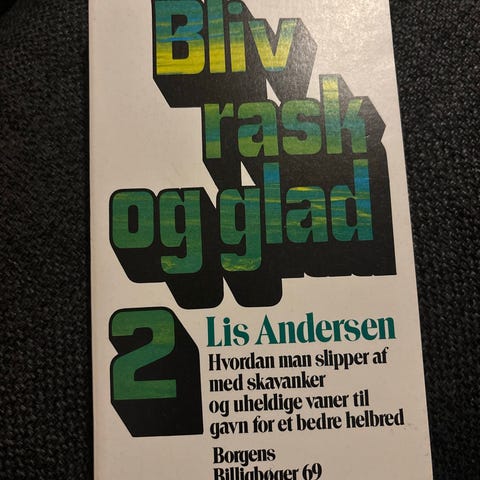 Bliv
rask
og glad
2
Lis Andersen
Hvordan man slipper af
med skavanker
og uheldige vaner til
gavn for et bedre helbred
Borgens
Billigbøger 69